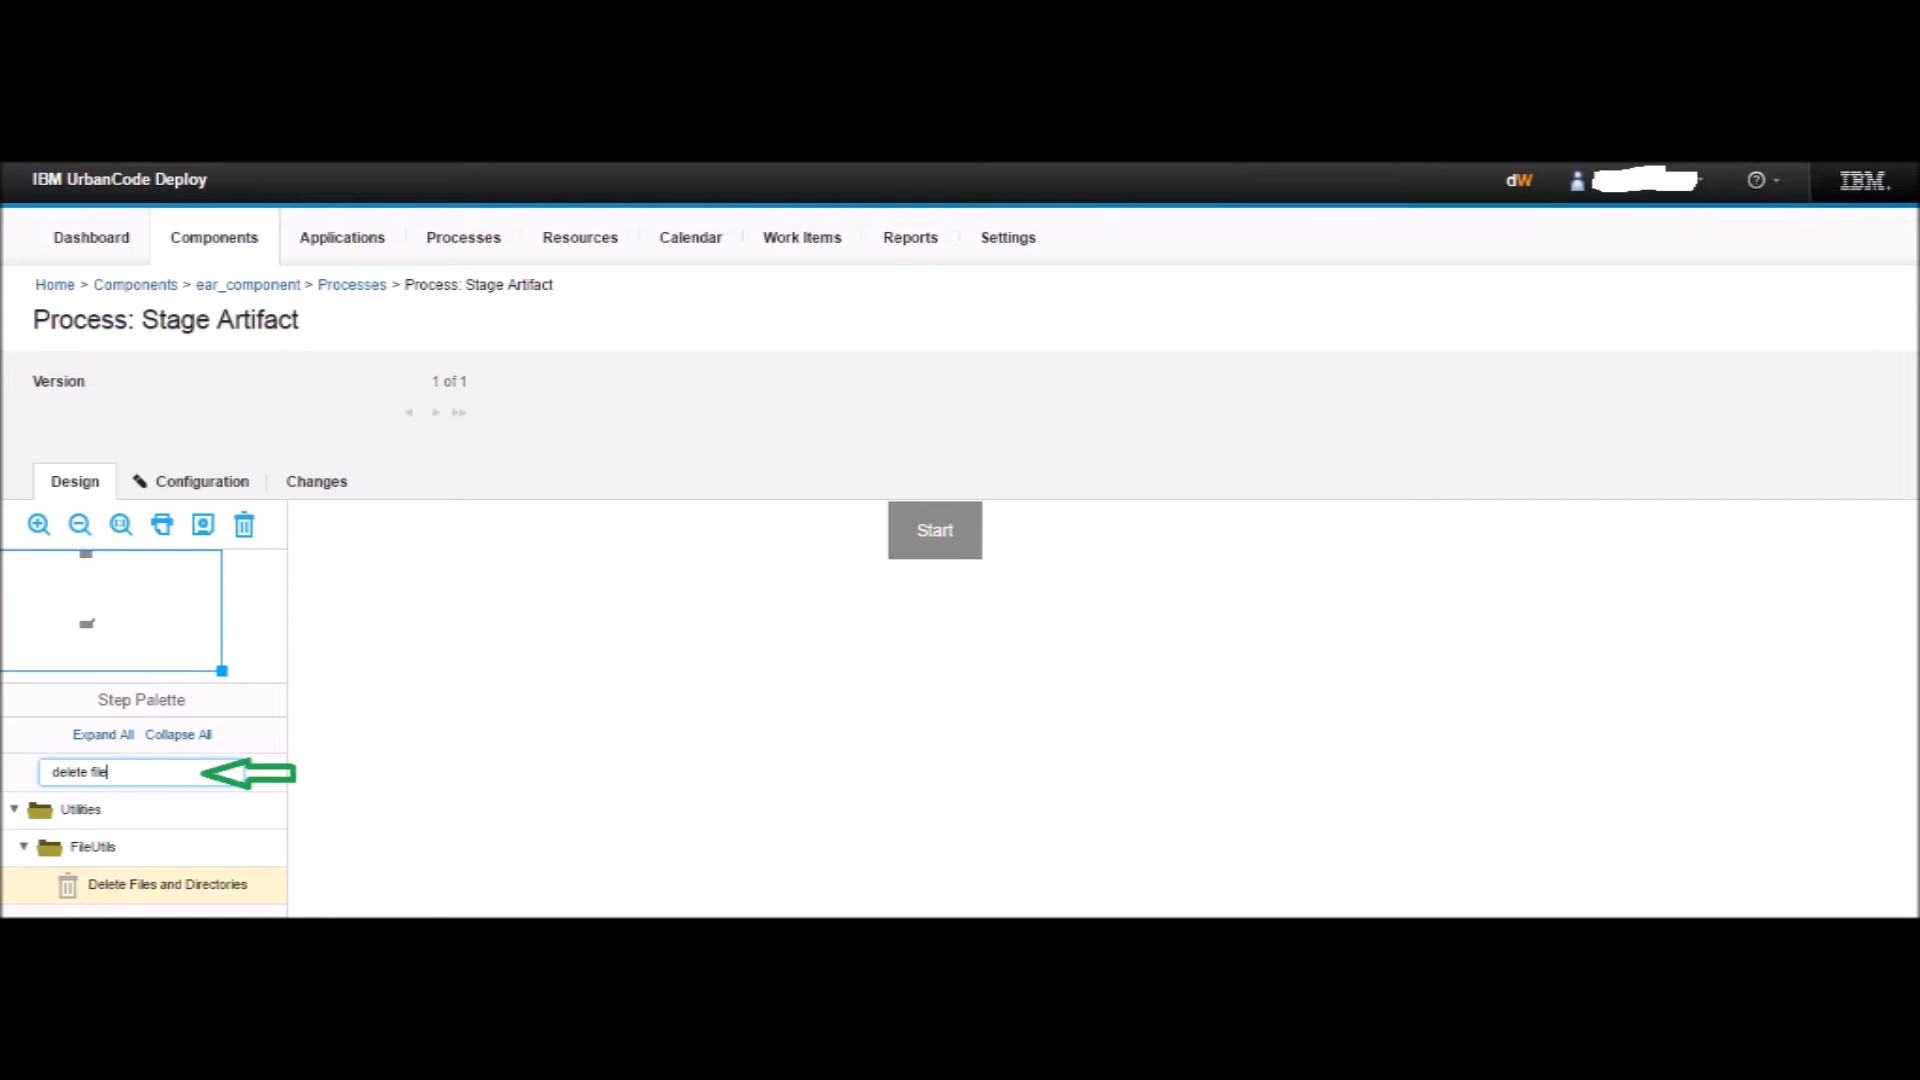 IBM UrbanCode Deploy dW IBM.
Dashboard Components Applications Processes Resources Calendar Work Items Reports Settings
Home > Components > ear_component > Processes > Process: Stage Artifact
Process: Stage Artifact
Version 1 of 1
Design Configuration Changes
Start
Step Palette
Expand All Collapse All
delete file
Utilities
FileUtils
Delete Files and Directories